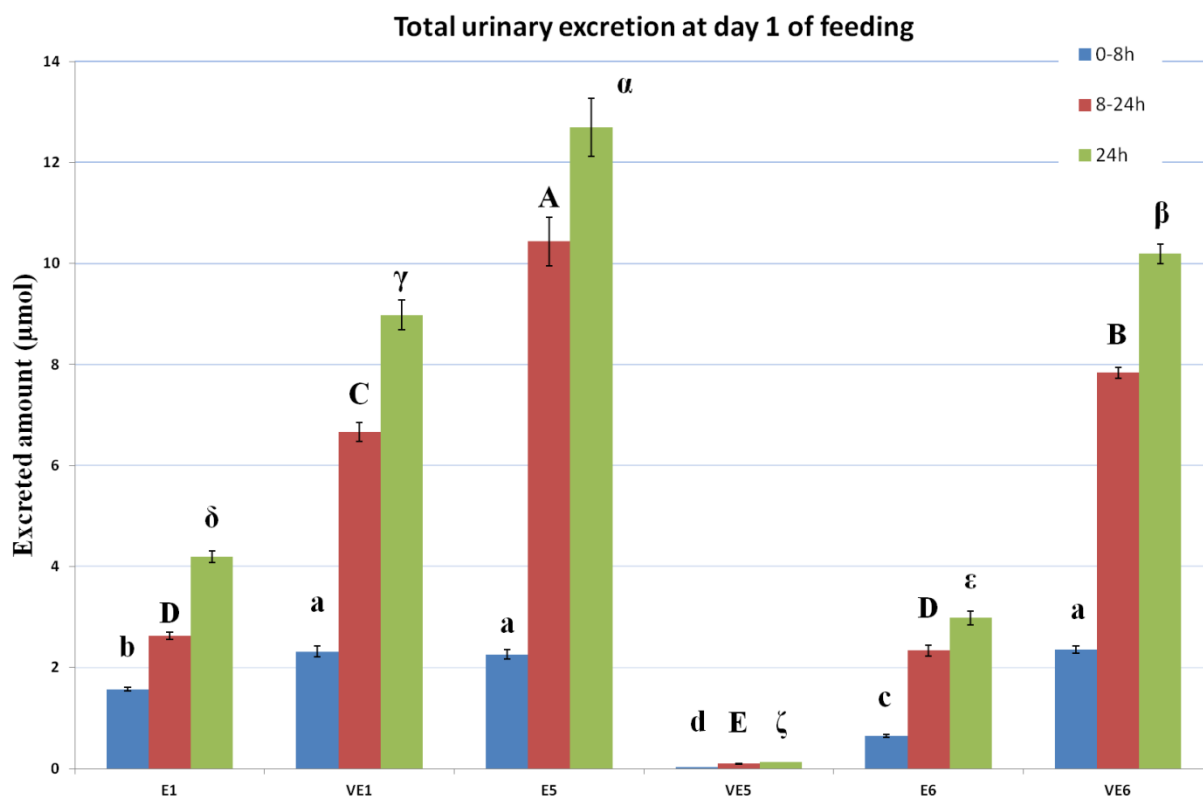 Total urinary excretion at day 1 of feeding
0-8h
8-24h
24h
Excreted amount (µmol)
14
12
10
8
6
4
2
0
b
D
δ
a
C
γ
a
A
α
d
E
ζ
c
D
ε
a
B
β
E1
VE1
E5
VE5
E6
VE6